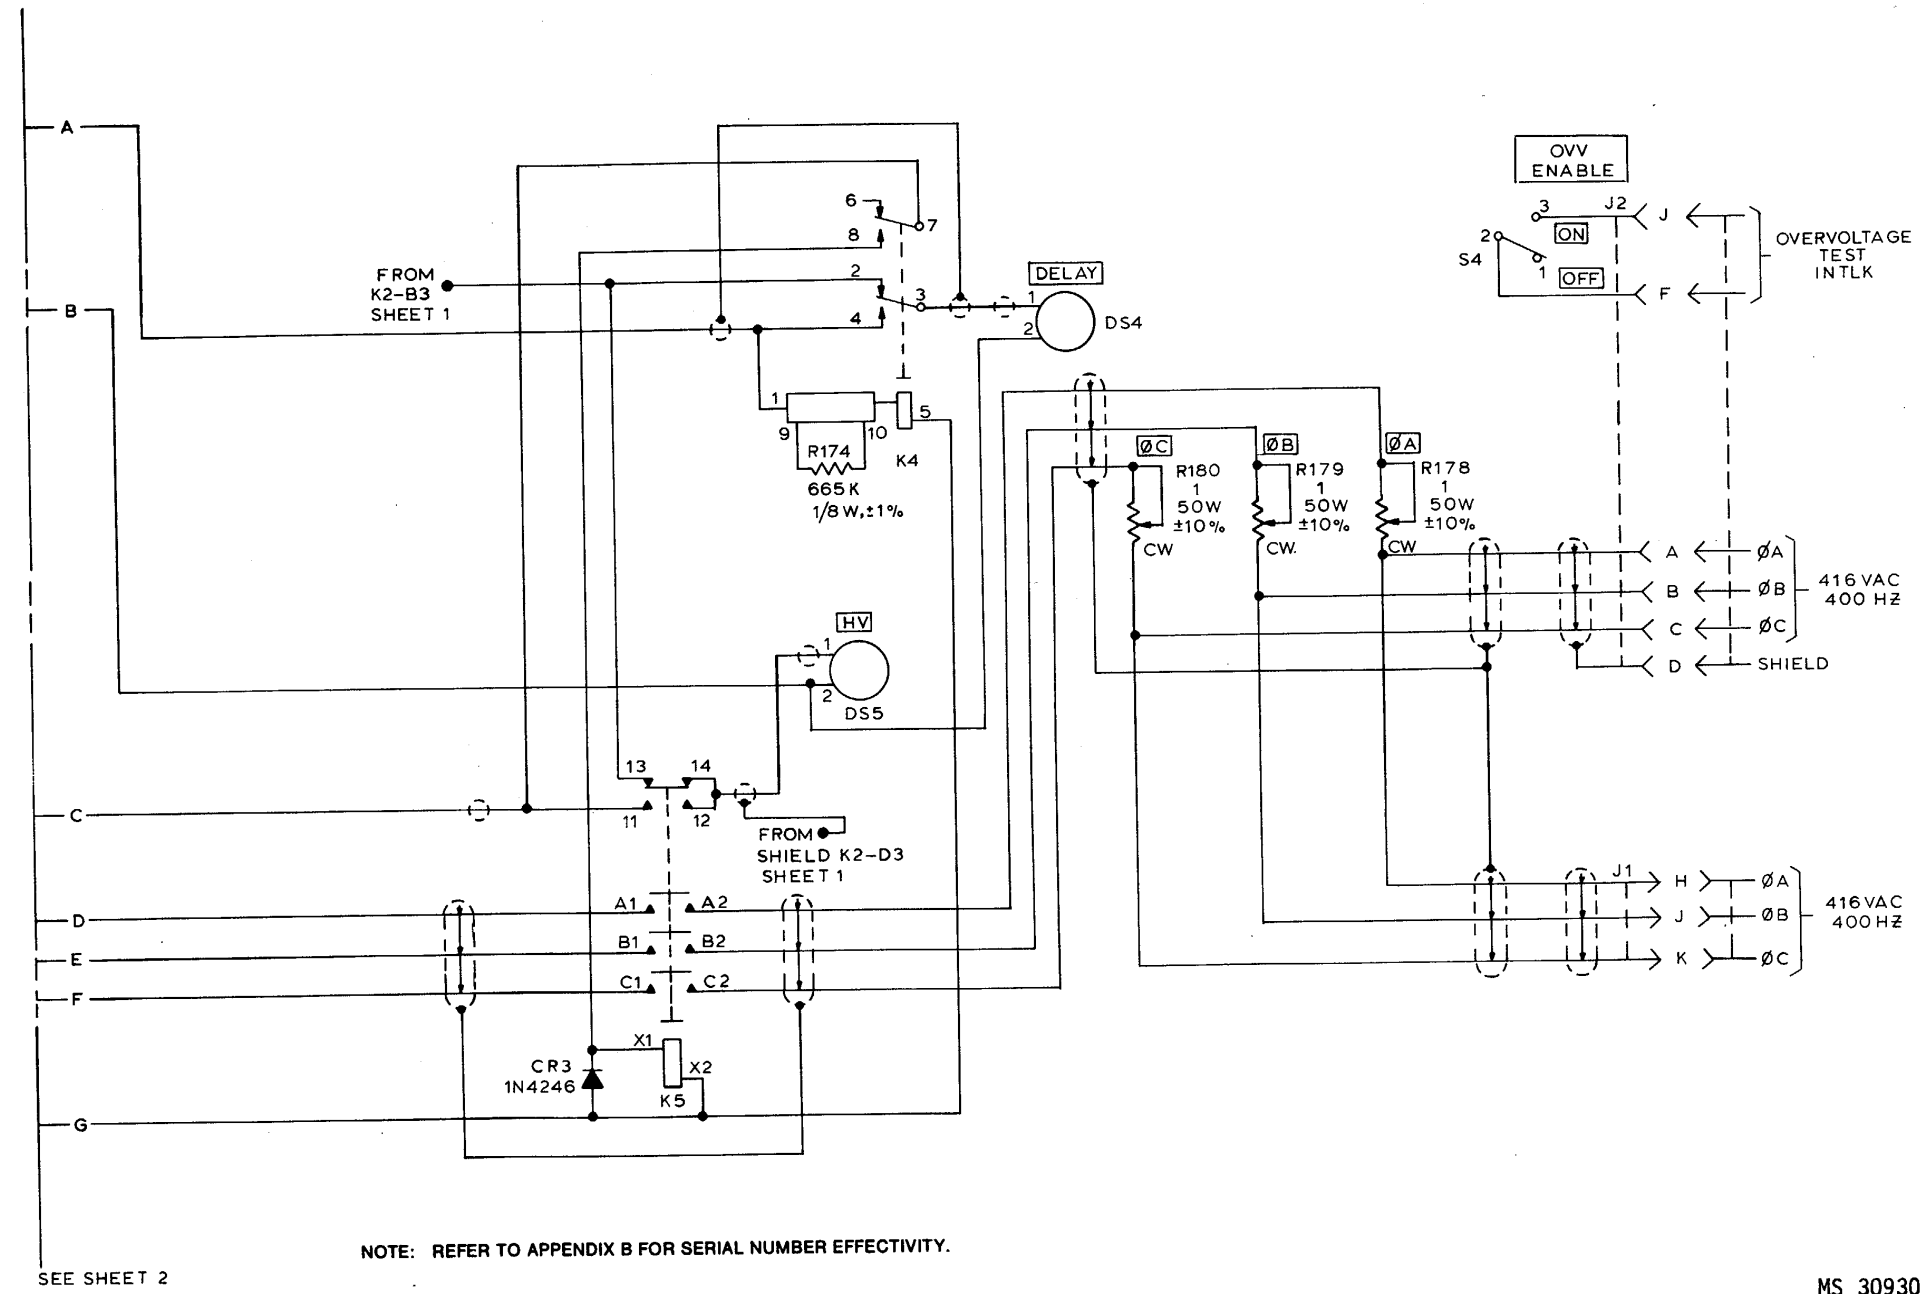 A
B
C
D
E
F
G
FROM
K2-B3
SHEET 1
6
7
8
2
3
4
DELAY
1
2
DS4
1
5
9
10
R174
665K
1/8W,±1%
K4
OVV
ENABLE
3
J2
J
ON
2
S4
1
OFF
F
OVERVOLTAGE
TEST
INTLK
ØC
R180
1
50W
±10%
CW
ØB
R179
1
50W
±10%
CW.
ØA
R178
1
50W
±10%
CW
A
ØA
B
ØB
C
ØC
D
SHIELD
416 VAC
400 HZ
HV
1
2
DS5
13
14
11
12
FROM
SHIELD K2-D3
SHEET 1
A1
A2
B1
B2
C1
C2
X1
X2
K5
CR3
1N4246
J1
H
ØA
J
ØB
K
ØC
416 VAC
400 HZ
NOTE: REFER TO APPENDIX B FOR SERIAL NUMBER EFFECTIVITY.
SEE SHEET 2
MS 30930